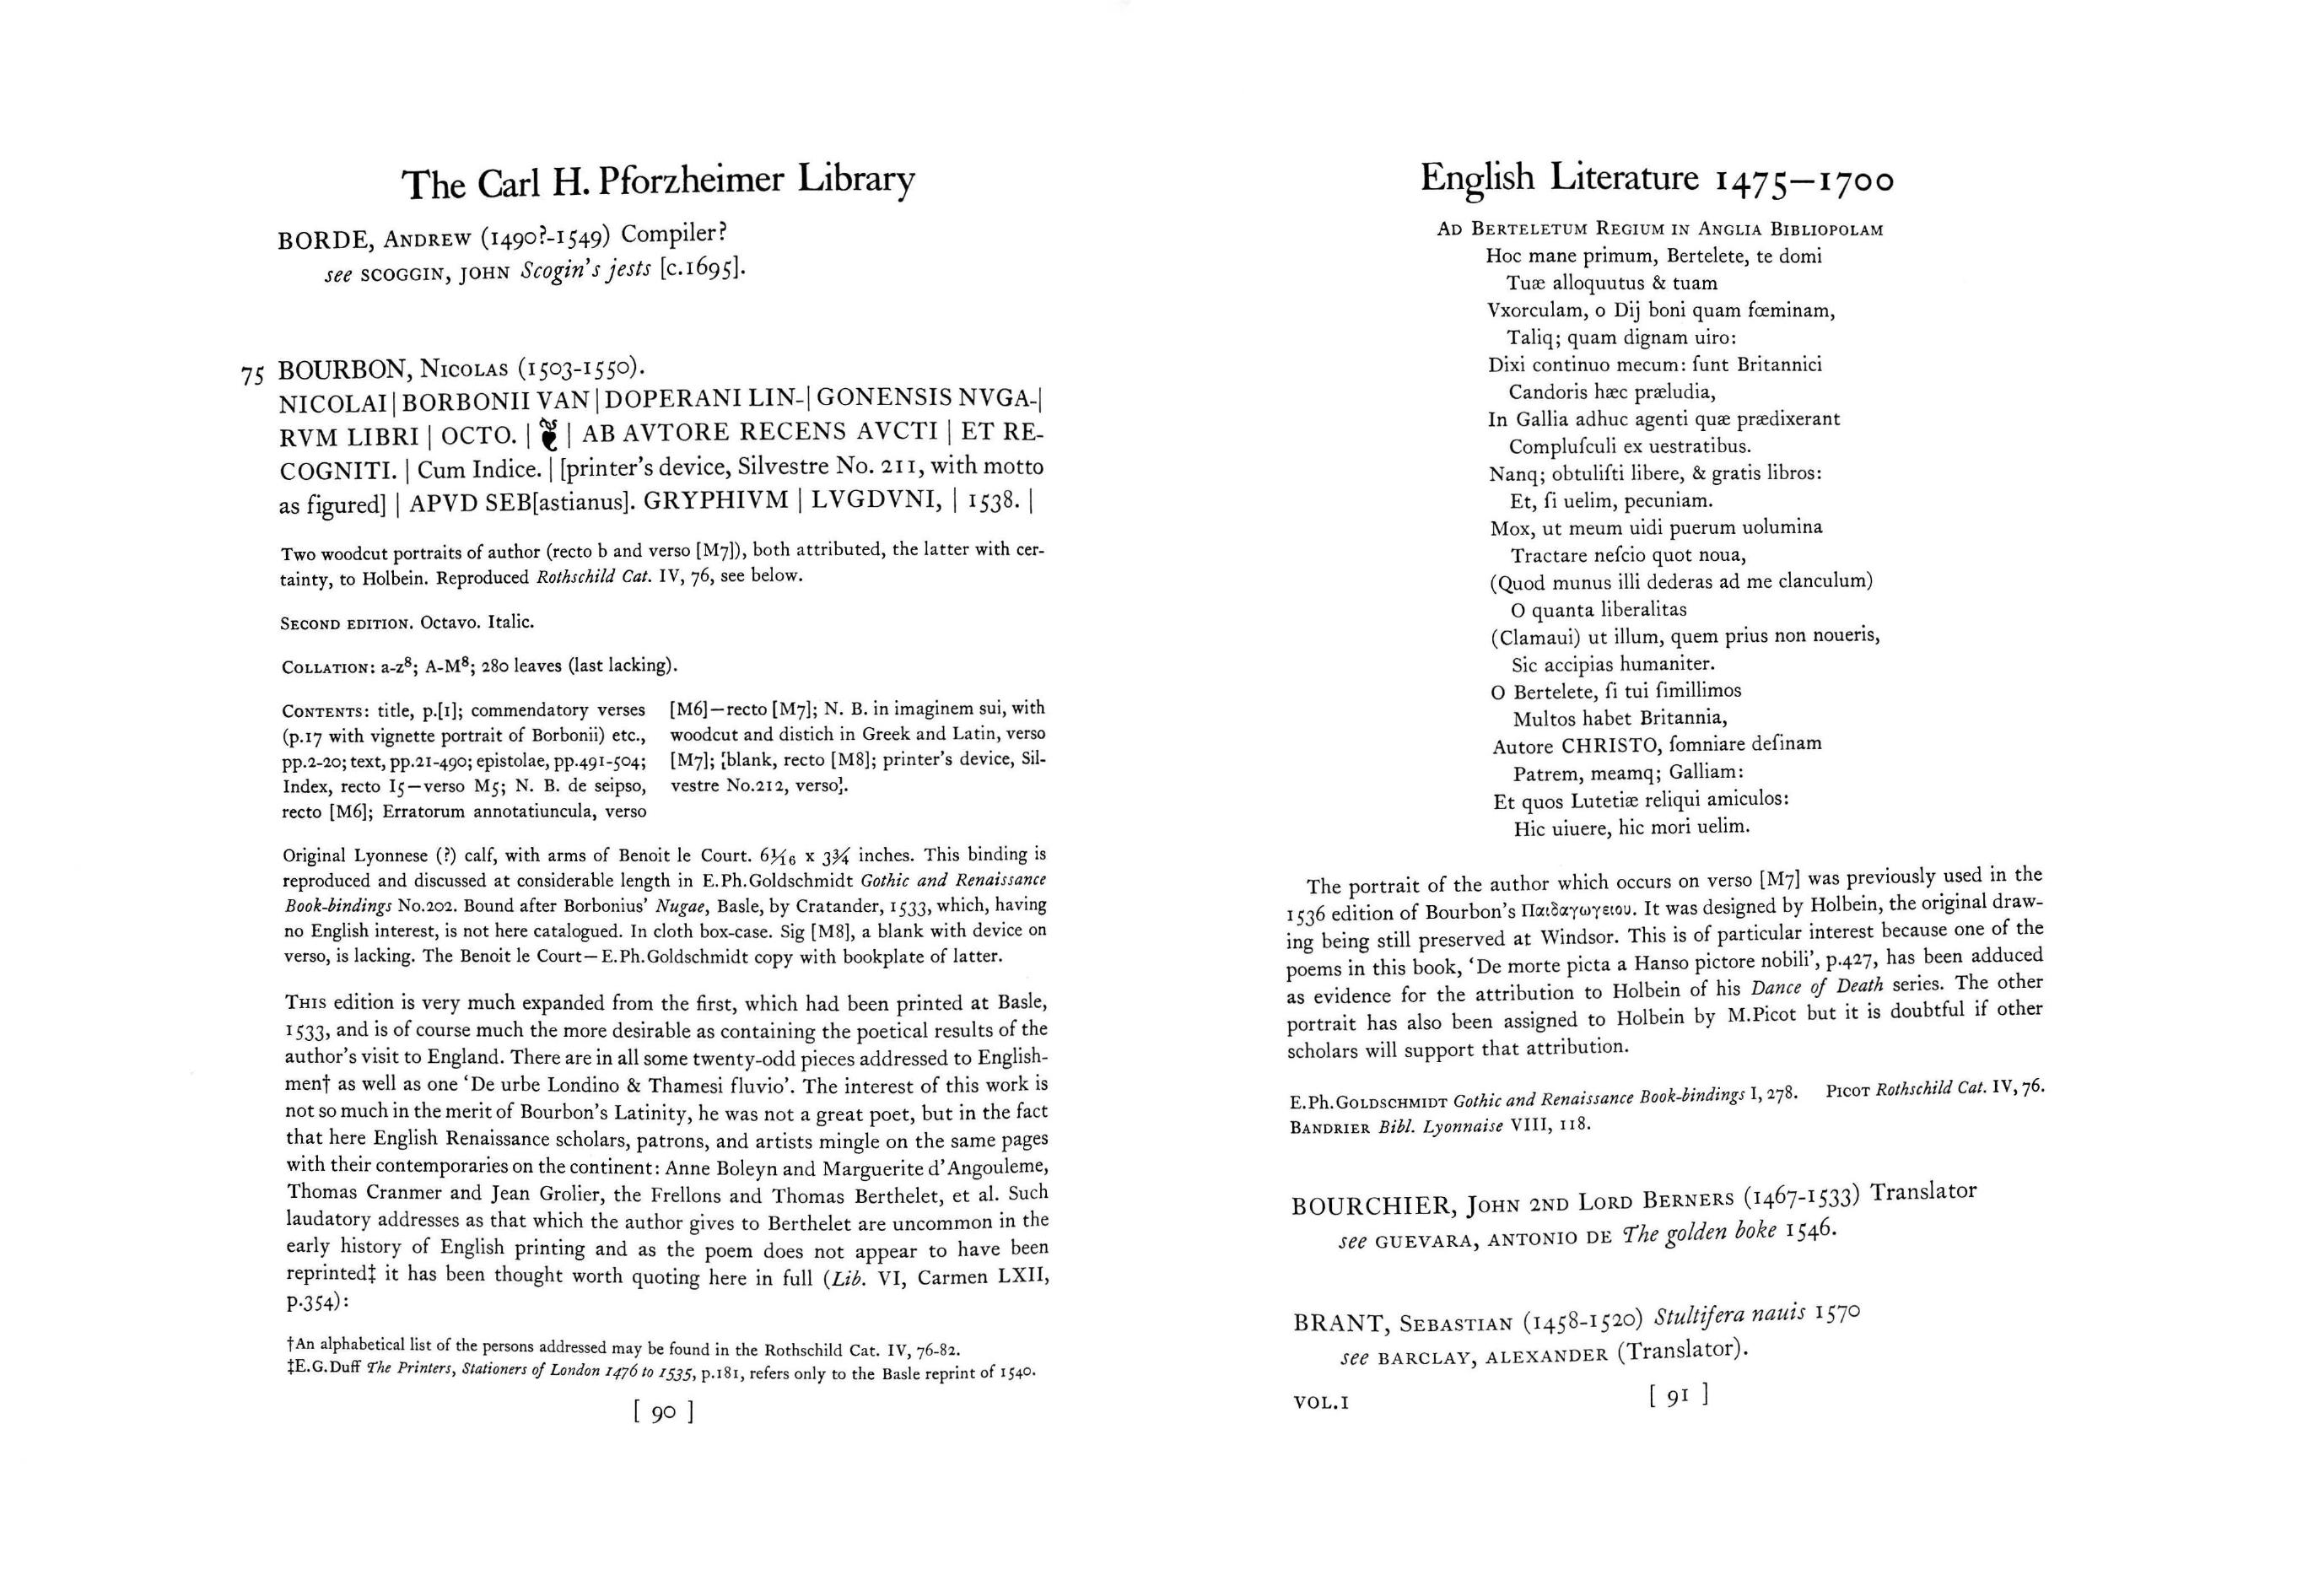 The Carl H. Pforzheimer Library
BORDE, ANDREW (1490?-1549) Compiler?
see SCOGGIN, JOHN Scogin's jests [c.1695].
75 BOURBON, NICOLAS (1503-1550).
NICOLAI | BORBONII VAN | DOPERANI LIN-| GONENSIS NVGA-|
RVM LIBRI | OCTO. | ❦ | AB AVTORE RECENS AVCTI | ET RE-
COGNITI. | Cum Indice. | [printer's device, Silvestre No. 211, with motto
as figured] | APVD SEB[astianus]. GRYPHIVM | LVGDVNI, | 1538. |
Two woodcut portraits of author (recto b and verso [M7]), both attributed, the latter with cer-
tainty, to Holbein. Reproduced Rothschild Cat. IV, 76, see below.
SECOND EDITION. Octavo. Italic.
COLLATION: a-z⁸; A-M⁸; 280 leaves (last lacking).
CONTENTS: title, p.[1]; commendatory verses
(p.17 with vignette portrait of Borbonii) etc.,
pp.2-20; text, pp.21-490; epistolae, pp.491-504;
Index, recto I5—verso M5; N. B. de seipso,
recto [M6]; Erratorum annotatiuncula, verso
[M6]—recto [M7]; N. B. in imaginem sui, with
woodcut and distich in Greek and Latin, verso
[M7]; [blank, recto [M8]; printer's device, Sil-
vestre No.212, verso].
Original Lyonnese (?) calf, with arms of Benoit le Court. 6 1/16 x 3¾ inches. This binding is
reproduced and discussed at considerable length in E.Ph.Goldschmidt Gothic and Renaissance
Book-bindings No.202. Bound after Borbonius' Nugae, Basle, by Cratander, 1533, which, having
no English interest, is not here catalogued. In cloth box-case. Sig [M8], a blank with device on
verso, is lacking. The Benoit le Court—E.Ph.Goldschmidt copy with bookplate of latter.
THIS edition is very much expanded from the first, which had been printed at Basle,
1533, and is of course much the more desirable as containing the poetical results of the
author's visit to England. There are in all some twenty-odd pieces addressed to English-
men† as well as one ‘De urbe Londino & Thamesi fluvio’. The interest of this work is
not so much in the merit of Bourbon's Latinity, he was not a great poet, but in the fact
that here English Renaissance scholars, patrons, and artists mingle on the same pages
with their contemporaries on the continent: Anne Boleyn and Marguerite d'Angouleme,
Thomas Cranmer and Jean Grolier, the Frellons and Thomas Berthelet, et al. Such
laudatory addresses as that which the author gives to Berthelet are uncommon in the
early history of English printing and as the poem does not appear to have been
reprinted‡ it has been thought worth quoting here in full (Lib. VI, Carmen LXII,
p.354):
†An alphabetical list of the persons addressed may be found in the Rothschild Cat. IV, 76-82.
‡E.G.Duff The Printers, Stationers of London 1476 to 1535, p.181, refers only to the Basle reprint of 1540.
[ 90 ]
English Literature 1475—1700
AD BERTELETUM REGIUM IN ANGLIA BIBLIOPOLAM
Hoc mane primum, Bertelete, te domi
Tuæ alloquutus & tuam
Vxorculam, o Dij boni quam fœminam,
Taliq; quam dignam uiro:
Dixi continuo mecum: ſunt Britannici
Candoris hæc præludia,
In Gallia adhuc agenti quæ prædixerant
Compluſculi ex uestratibus.
Nanq; obtuliſti libere, & gratis libros:
Et, ſi uelim, pecuniam.
Mox, ut meum uidi puerum uolumina
Tractare neſcio quot noua,
(Quod munus illi dederas ad me clanculum)
O quanta liberalitas
(Clamaui) ut illum, quem prius non noueris,
Sic accipias humaniter.
O Bertelete, ſi tui ſimillimos
Multos habet Britannia,
Autore CHRISTO, ſomniare deſinam
Patrem, meamq; Galliam:
Et quos Lutetiæ reliqui amiculos:
Hic uiuere, hic mori uelim.
The portrait of the author which occurs on verso [M7] was previously used in the
1536 edition of Bourbon's Παιδαγωγειου. It was designed by Holbein, the original draw-
ing being still preserved at Windsor. This is of particular interest because one of the
poems in this book, ‘De morte picta a Hanso pictore nobili’, p.427, has been adduced
as evidence for the attribution to Holbein of his Dance of Death series. The other
portrait has also been assigned to Holbein by M.Picot but it is doubtful if other
scholars will support that attribution.
E.Ph.GOLDSCHMIDT Gothic and Renaissance Book-bindings I, 278. PICOT Rothschild Cat. IV, 76.
BANDRIER Bibl. Lyonnaise VIII, 118.
BOURCHIER, JOHN 2ND LORD BERNERS (1467-1533) Translator
see GUEVARA, ANTONIO DE The golden boke 1546.
BRANT, SEBASTIAN (1458-1520) Stultifera nauis 1570
see BARCLAY, ALEXANDER (Translator).
VOL.I [ 91 ]